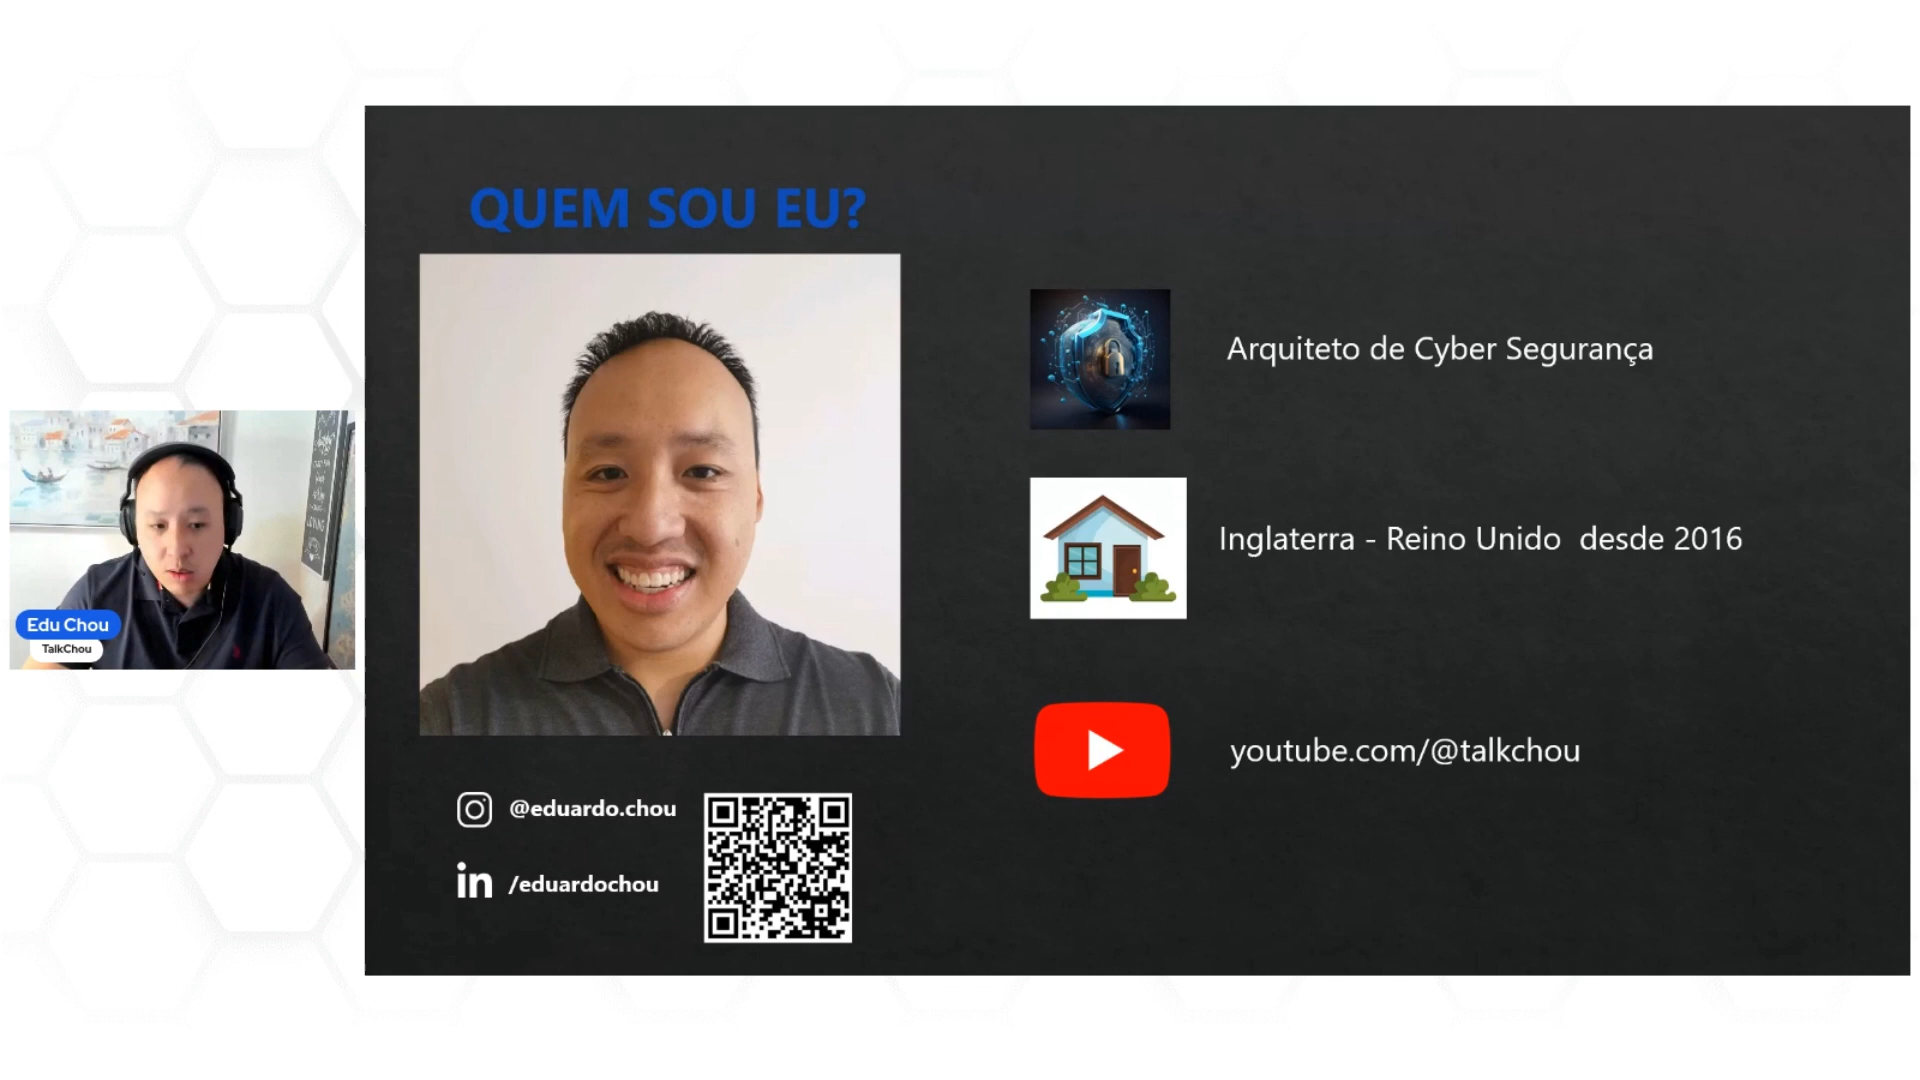 QUEM SOU EU?
Arquiteto de Cyber Segurança
Inglaterra - Reino Unido desde 2016
youtube.com/@talkchou
@eduardo.chou
in /eduardochou
Edu Chou
TalkChou